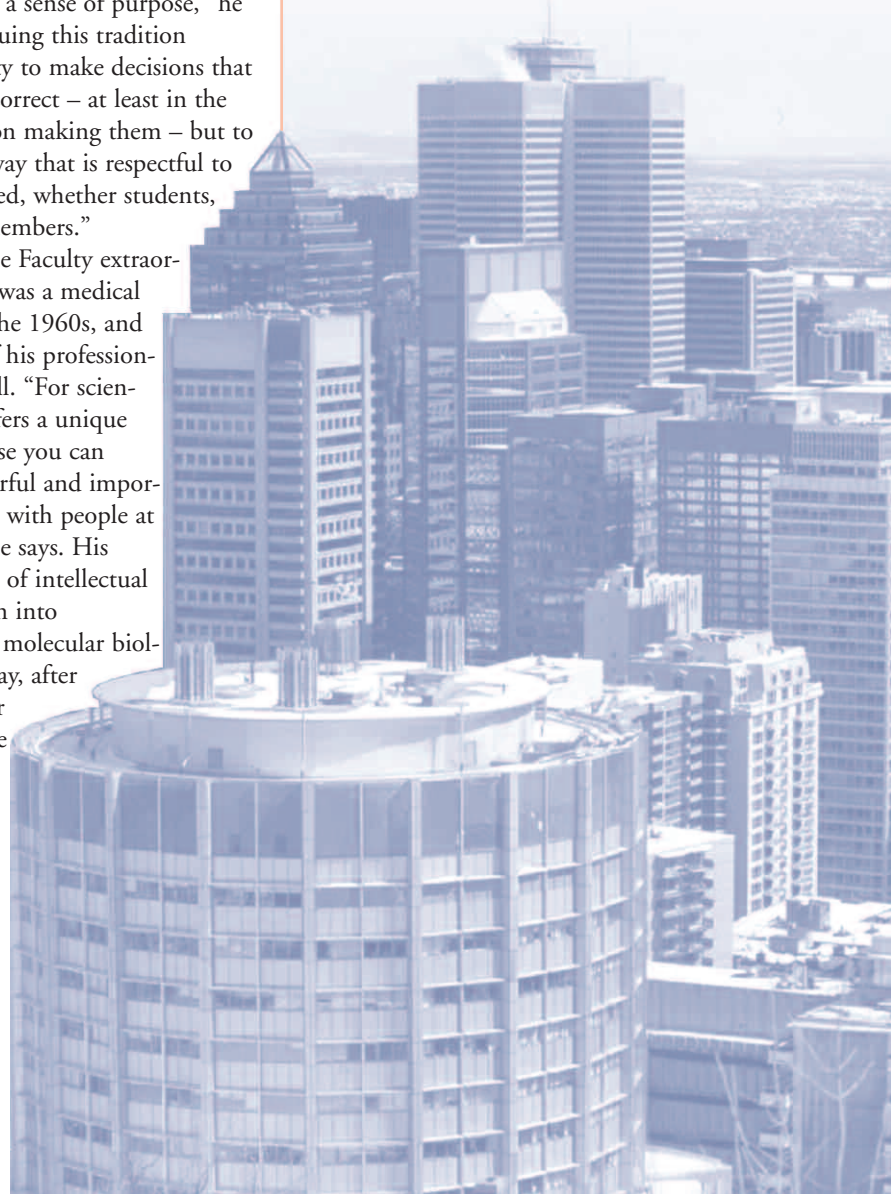 a sense of purpose,” he
uing this tradition
ty to make decisions that
orrect – at least in the
on making them – but to
way that is respectful to
ed, whether students,
embers.”
e Faculty extraor-
was a medical
he 1960s, and
f his profession-
ll. “For scien-
fers a unique
se you can
rful and impor-
with people at
e says. His
of intellectual
n into
molecular biol-
ay, after
r
e